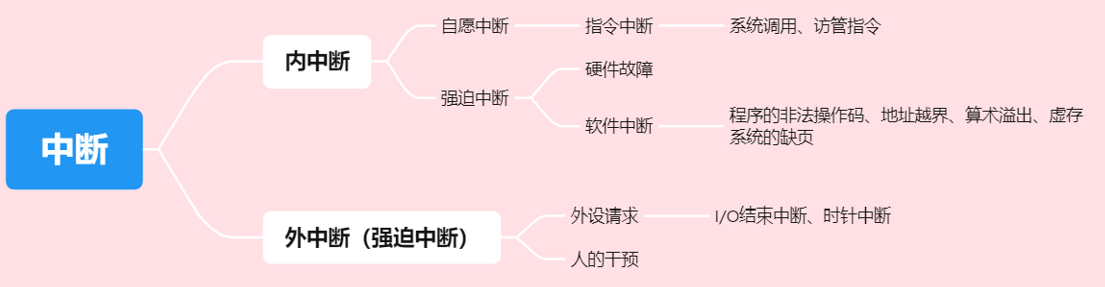 中断
内中断
自愿中断
指令中断
系统调用、访管指令
强迫中断
硬件故障
软件中断
程序的非法操作码、地址越界、算术溢出、虚存
系统的缺页
外中断（强迫中断）
外设请求
I/O结束中断、时针中断
人的干预